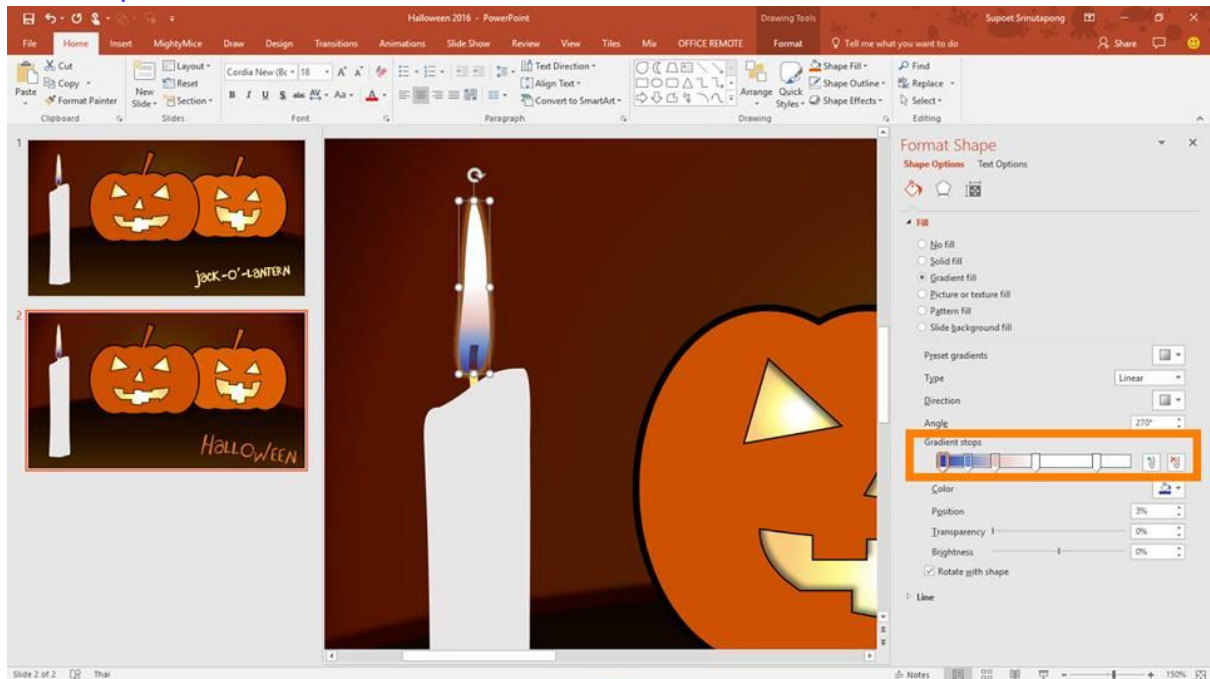 Halloween 2016 - PowerPoint
Drawing Tools
Supoet Srinutapong
File Home Insert MightyMice Draw Design Transitions Animations Slide Show Review View Tiles Mix OFFICE REMOTE Format Tell me what you want to do Share
Paste
Cut
Copy
Format Painter
Clipboard
New Slide
Layout
Reset
Section
Slides
Cordia New (Bc 18
B I U S abc AV Aa A
Font
Text Direction
Align Text
Convert to SmartArt
Paragraph
Arrange
Quick Styles
Shape Fill
Shape Outline
Shape Effects
Drawing
Find
Replace
Select
Editing
1
jack-o'-LaNTERN
2
HaLLOWEEN
Format Shape
Shape Options Text Options
Fill
No fill
Solid fill
Gradient fill
Picture or texture fill
Pattern fill
Slide background fill
Preset gradients
Type Linear
Direction
Angle 270°
Gradient stops
Color
Position 3%
Transparency 0%
Brightness 0%
Rotate with shape
Line
Slide 2 of 2 Thai Notes 150%